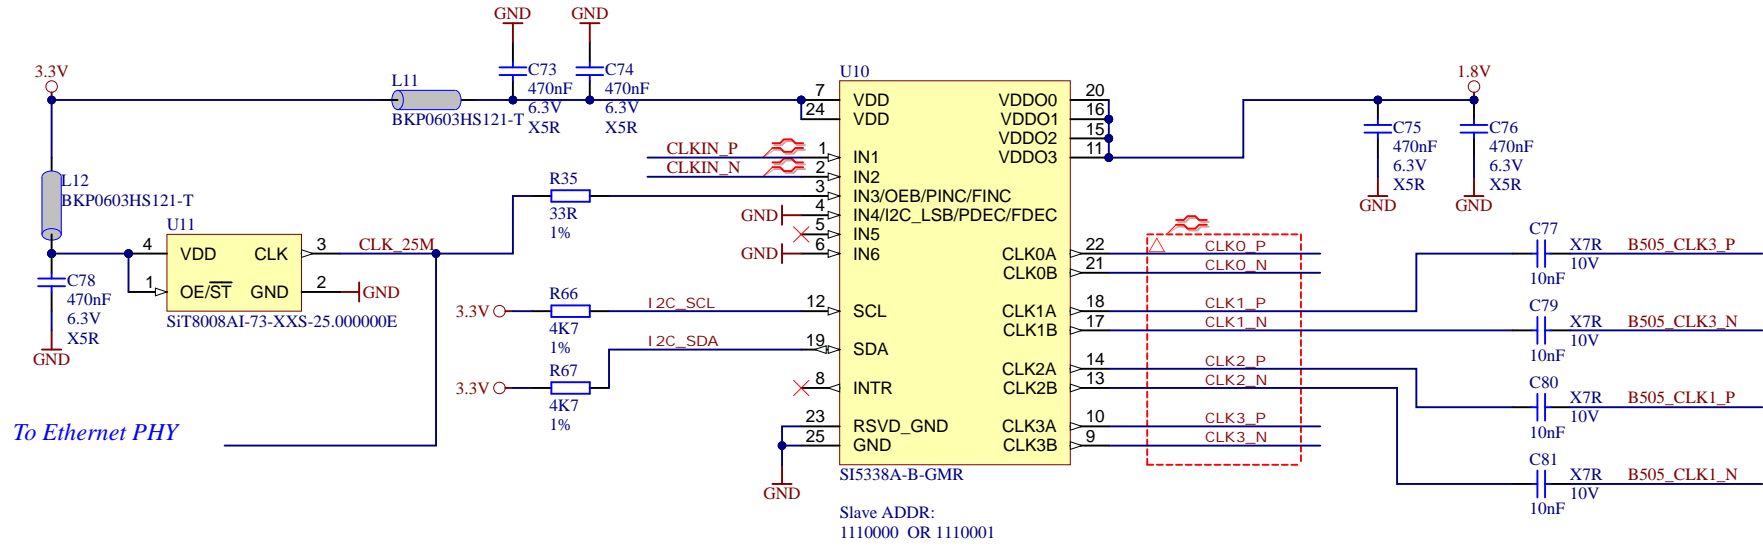 GND
GND
3.3V
L11
BKP0603HS121-T
C73
470nF
6.3V
X5R
C74
470nF
6.3V
X5R
L12
BKP0603HS121-T
U11
4
VDD
CLK
3
1
OE/ST
GND
2
GND
SiT8008AI-73-XXS-25.000000E
C78
470nF
6.3V
X5R
GND
CLK_25M
To Ethernet PHY
CLKIN_P
CLKIN_N
R35
33R
1%
GND
GND
3.3V
R66
4K7
1%
I2C_SCL
3.3V
R67
4K7
1%
I2C_SDA
U10
7
VDD
24
VDD
1
IN1
2
IN2
3
IN3/OEB/PINC/FINC
4
IN4/I2C_LSB/PDEC/FDEC
5
IN5
6
IN6
12
SCL
19
SDA
8
INTR
23
RSVD_GND
25
GND
GND
VDDO0
20
VDDO1
16
VDDO2
15
VDDO3
11
CLK0A
22
CLK0B
21
CLK1A
18
CLK1B
17
CLK2A
14
CLK2B
13
CLK3A
10
CLK3B
9
SI5338A-B-GMR
Slave ADDR:
1110000 OR 1110001
1.8V
C75
470nF
6.3V
X5R
GND
C76
470nF
6.3V
X5R
GND
CLK0_P
CLK0_N
CLK1_P
CLK1_N
CLK2_P
CLK2_N
CLK3_P
CLK3_N
C77
X7R
10V
10nF
B505_CLK3_P
C79
X7R
10V
10nF
B505_CLK3_N
C80
X7R
10V
10nF
B505_CLK1_P
C81
X7R
10V
10nF
B505_CLK1_N